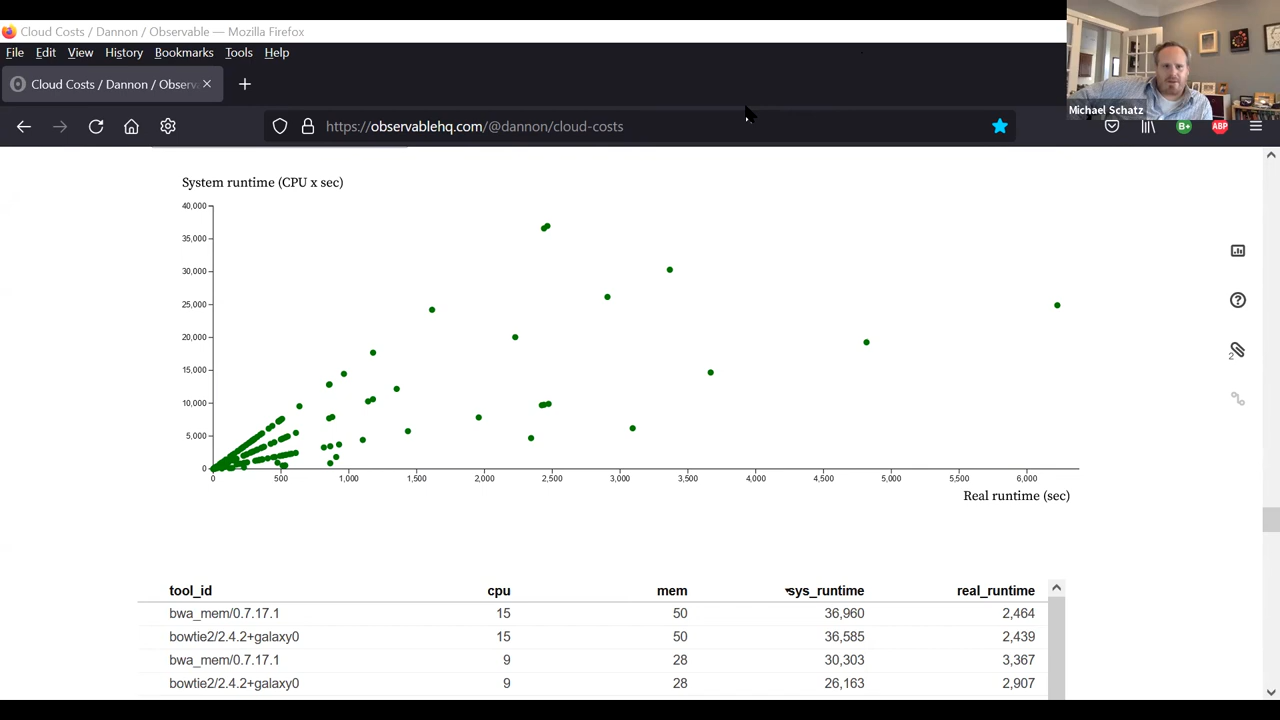 Cloud Costs / Dannon / Observable — Mozilla Firefox
File Edit View History Bookmarks Tools Help
Cloud Costs / Dannon / Observa
Michael Schatz
https://observablehq.com/@dannon/cloud-costs
B+
ABP
System runtime (CPU x sec)
40,000
35,000
30,000
25,000
20,000
15,000
10,000
5,000
0
0 500 1,000 1,500 2,000 2,500 3,000 3,500 4,000 4,500 5,000 5,500 6,000
Real runtime (sec)
2
tool_id cpu mem sys_runtime real_runtime
bwa_mem/0.7.17.1 15 50 36,960 2,464
bowtie2/2.4.2+galaxy0 15 50 36,585 2,439
bwa_mem/0.7.17.1 9 28 30,303 3,367
bowtie2/2.4.2+galaxy0 9 28 26,163 2,907